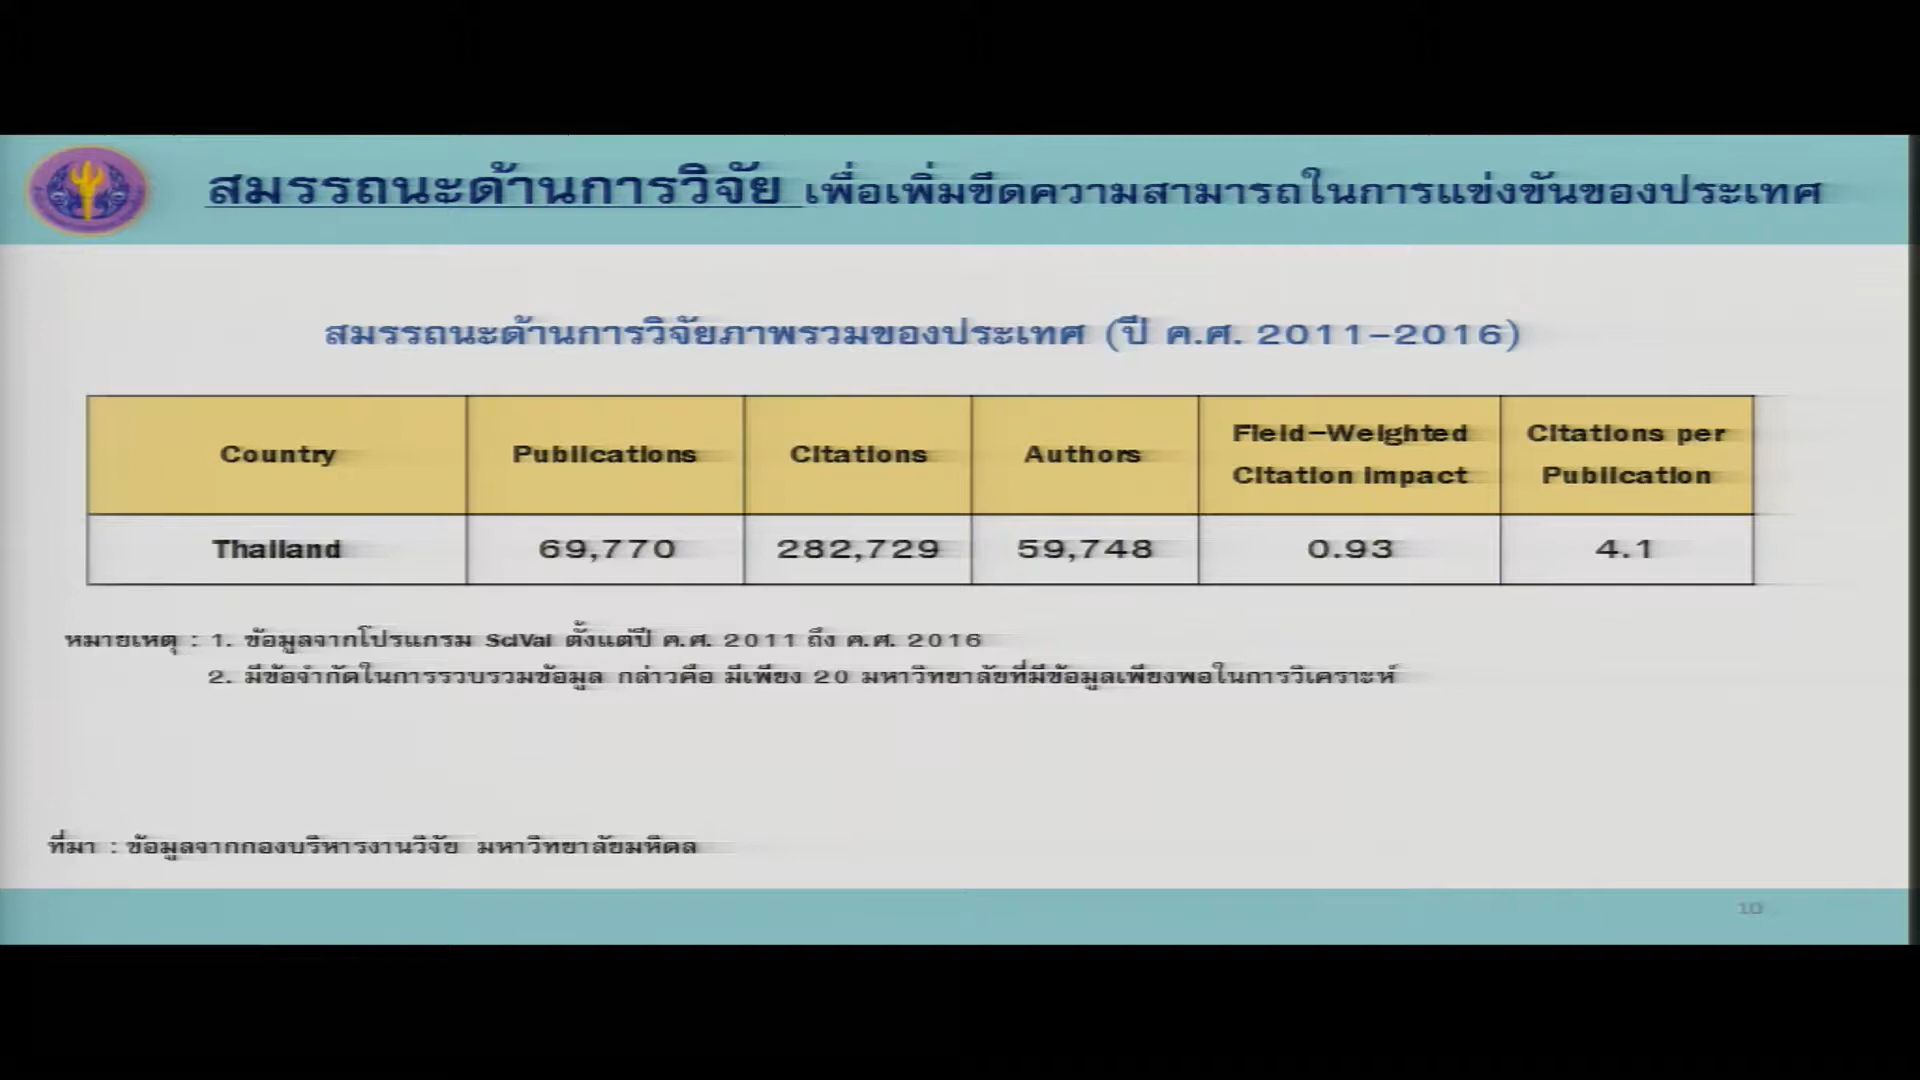 สมรรถนะด้านการวิจัย เพื่อเพิ่มขีดความสามารถในการแข่งขันของประเทศ
สมรรถนะด้านการวิจัยภาพรวมของประเทศ (ปี ค.ศ. 2011-2016)
Country Publications Citations Authors Field-Weighted Citation Impact Citations per Publication
Thailand 69,770 282,729 59,748 0.93 4.1
หมายเหตุ : 1. ข้อมูลจากโปรแกรม SciVal ตั้งแต่ปี ค.ศ. 2011 ถึง ค.ศ. 2016
2. มีข้อจำกัดในการรวบรวมข้อมูล กล่าวคือ มีเพียง 20 มหาวิทยาลัยที่มีข้อมูลเพียงพอในการวิเคราะห์
ที่มา : ข้อมูลจากกองบริหารงานวิจัย มหาวิทยาลัยมหิดล
10